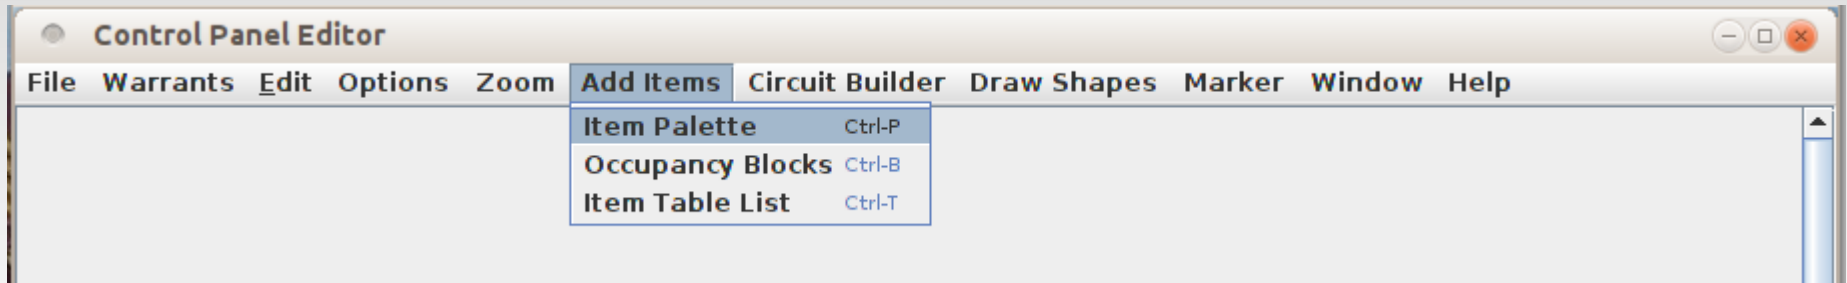 Control Panel Editor
File Warrants Edit Options Zoom Add Items Circuit Builder Draw Shapes Marker Window Help
Item Palette Ctrl-P
Occupancy Blocks Ctrl-B
Item Table List Ctrl-T